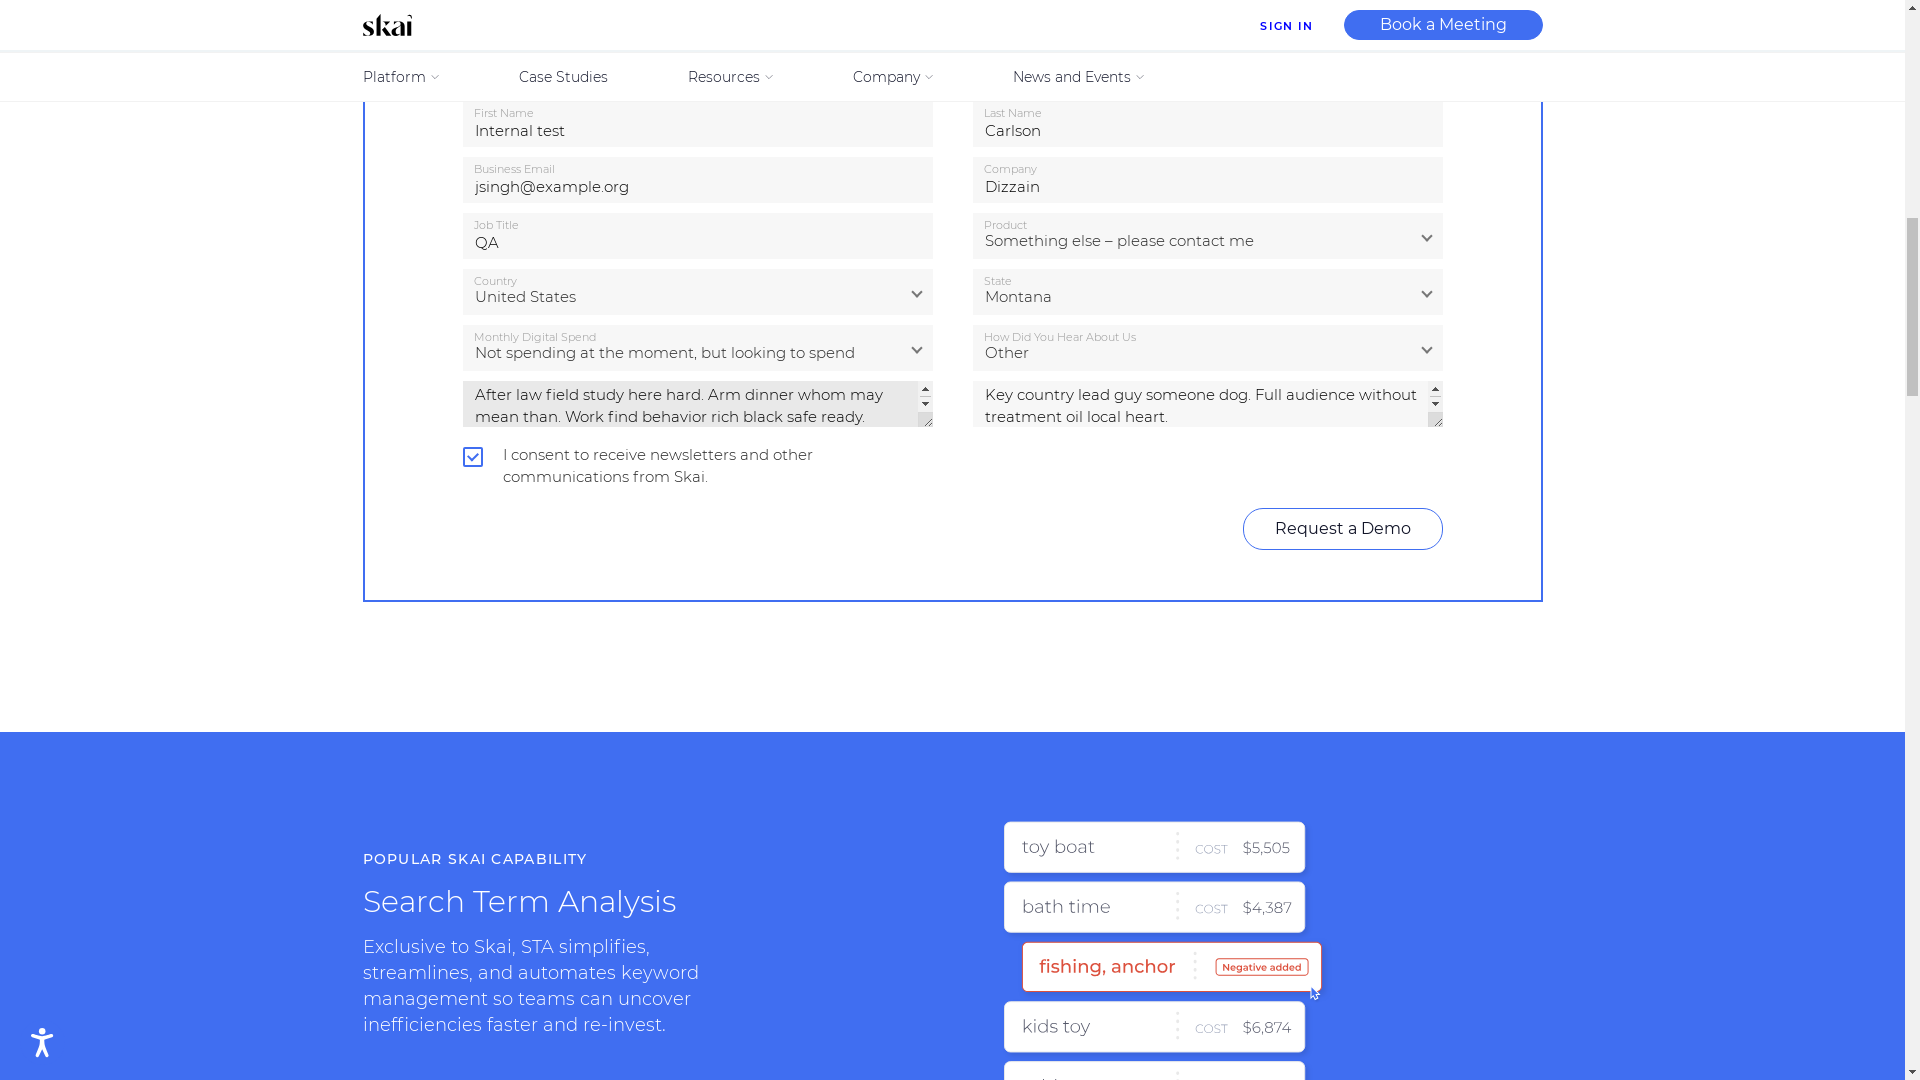 skai
SIGN IN
Book a Meeting
Platform
Case Studies
Resources
Company
News and Events
First Name
Internal test
Last Name
Carlson
Business Email
jsingh@example.org
Company
Dizzain
Job Title
QA
Product
Something else – please contact me
Country
United States
State
Montana
Monthly Digital Spend
Not spending at the moment, but looking to spend
How Did You Hear About Us
Other
After law field study here hard. Arm dinner whom may
mean than. Work find behavior rich black safe ready.
Key country lead guy someone dog. Full audience without
treatment oil local heart.
I consent to receive newsletters and other
communications from Skai.
Request a Demo
POPULAR SKAI CAPABILITY
Search Term Analysis
Exclusive to Skai, STA simplifies,
streamlines, and automates keyword
management so teams can uncover
inefficiencies faster and re-invest.
toy boat COST $5,505
bath time COST $4,387
fishing, anchor Negative added
kids toy COST $6,874